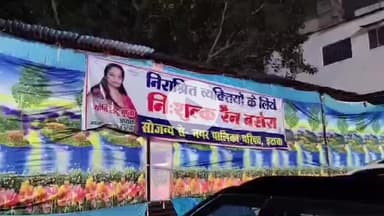 निराश्रित व्यक्तियों के लिये
नि:शुल्क रैन बसेरा
सौजन्य से- नगर पालिका परिषद, इटावा